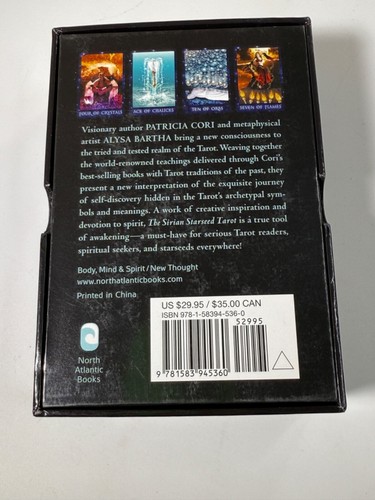 FOUR OF CRYSTALS
ACE OF CHALICES
TEN OF ORBS
SEVEN OF FLAMES
Visionary author PATRICIA CORI and metaphysical
artist ALYSA BARTHA bring a new consciousness to
the tried and tested realm of the Tarot. Weaving together
the world-renowned teachings delivered through Cori's
best-selling books with Tarot traditions of the past, they
present a new interpretation of the exquisite journey
of self-discovery hidden in the Tarot's archetypal sym-
bols and meanings. A work of creative inspiration and
devotion to spirit, The Sirian Starseed Tarot is a true tool
of awakening—a must-have for serious Tarot readers,
spiritual seekers, and starseeds everywhere!
Body, Mind & Spirit / New Thought
www.northatlanticbooks.com
Printed in China
North
Atlantic
Books
US $29.95 / $35.00 CAN
ISBN 978-1-58394-536-0
52995
9 781583 945360